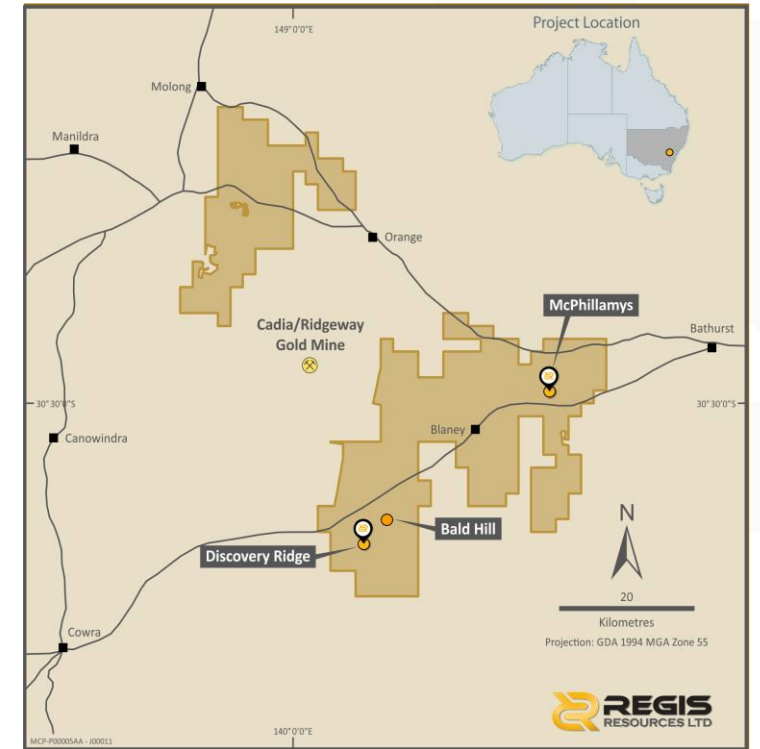 Project Location
149° 0'0"E
Molong
Manildra
Orange
McPhillamys
Cadia/Ridgeway
Gold Mine
Bathurst
30° 30'0"S
30° 30'0"S
Canowindra
Blaney
Bald Hill
Discovery Ridge
N
20
Kilometres
Projection: GDA 1994 MGA Zone 55
Cowra
REGIS
RESOURCES LTD
140° 0'0"E
MCP-P00005AA - J00011